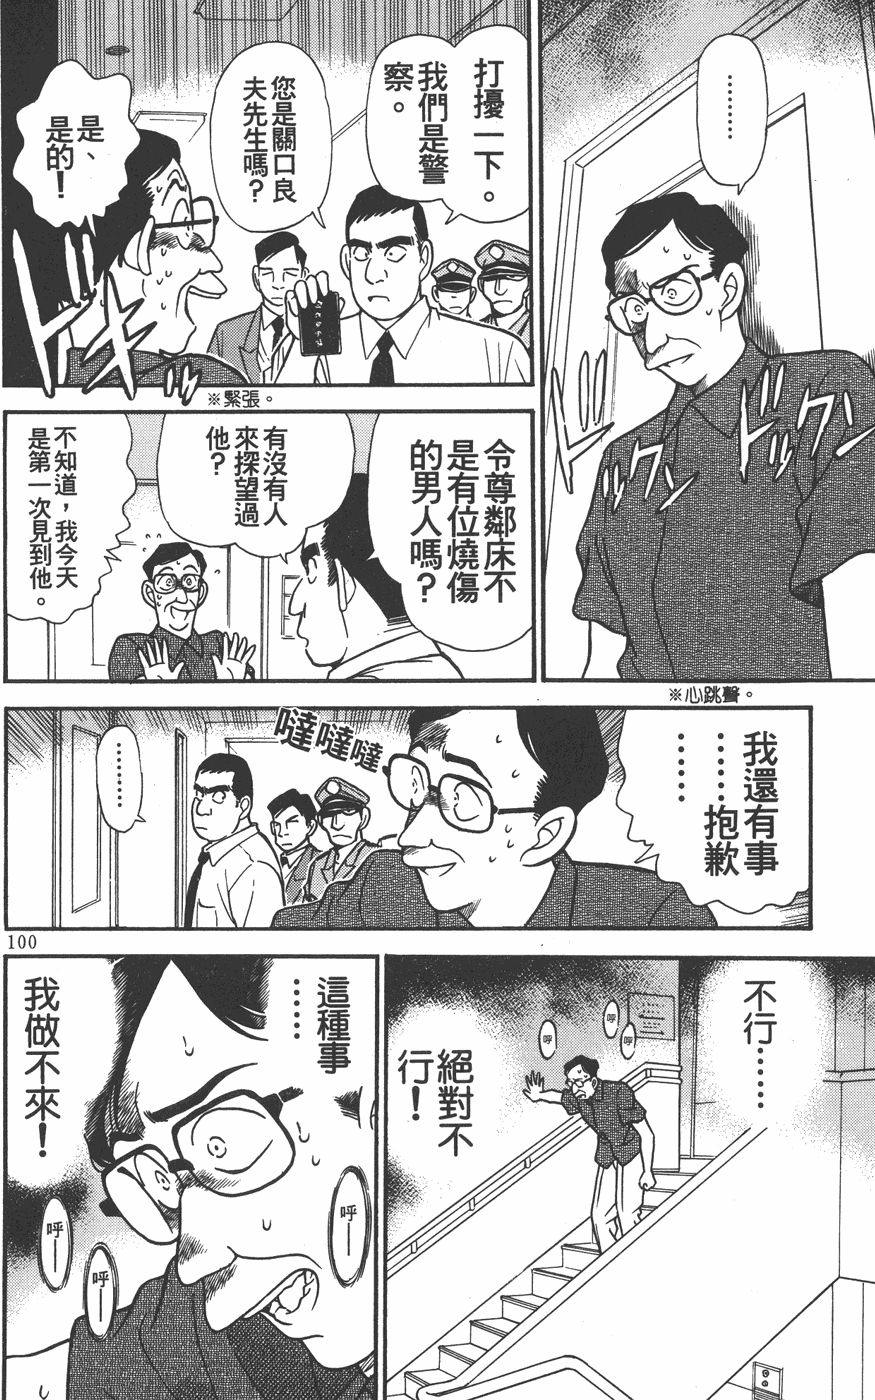 ⋯⋯⋯
ドックン
ドックン
※心跳聲。
打擾一下。
我們是警
察。
您是關口良
夫先生嗎？
是、
是的！
ドキ
ドキッ
※緊張。
令尊鄰床不
是有位燒傷
的男人嗎？
有沒有人
來探望過
他？
不知道，我今天
是第一次見到他。
我還有事
……抱歉
……
噠噠噠
⋯⋯⋯
100
不行……
絕對不
行！
呼
呼
呼
這種事
……
我做不來！
呼—
呼—
呼—